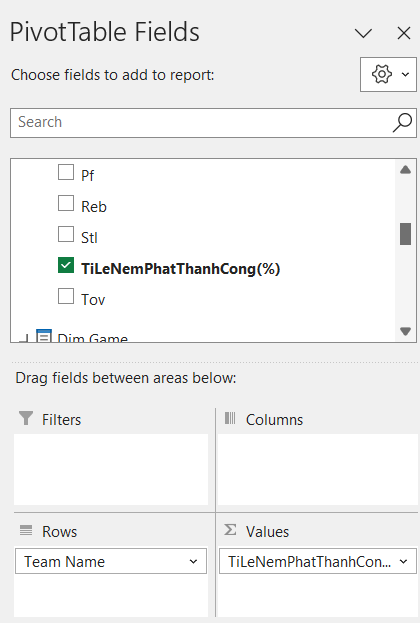 PivotTable Fields
Choose fields to add to report:
Search
Pf
Reb
Stl
TiLeNemPhatThanhCong(%)
Tov
Dim Game
Drag fields between areas below:
Filters
Columns
Rows
Values
Team Name
TiLeNemPhatThanhCon...